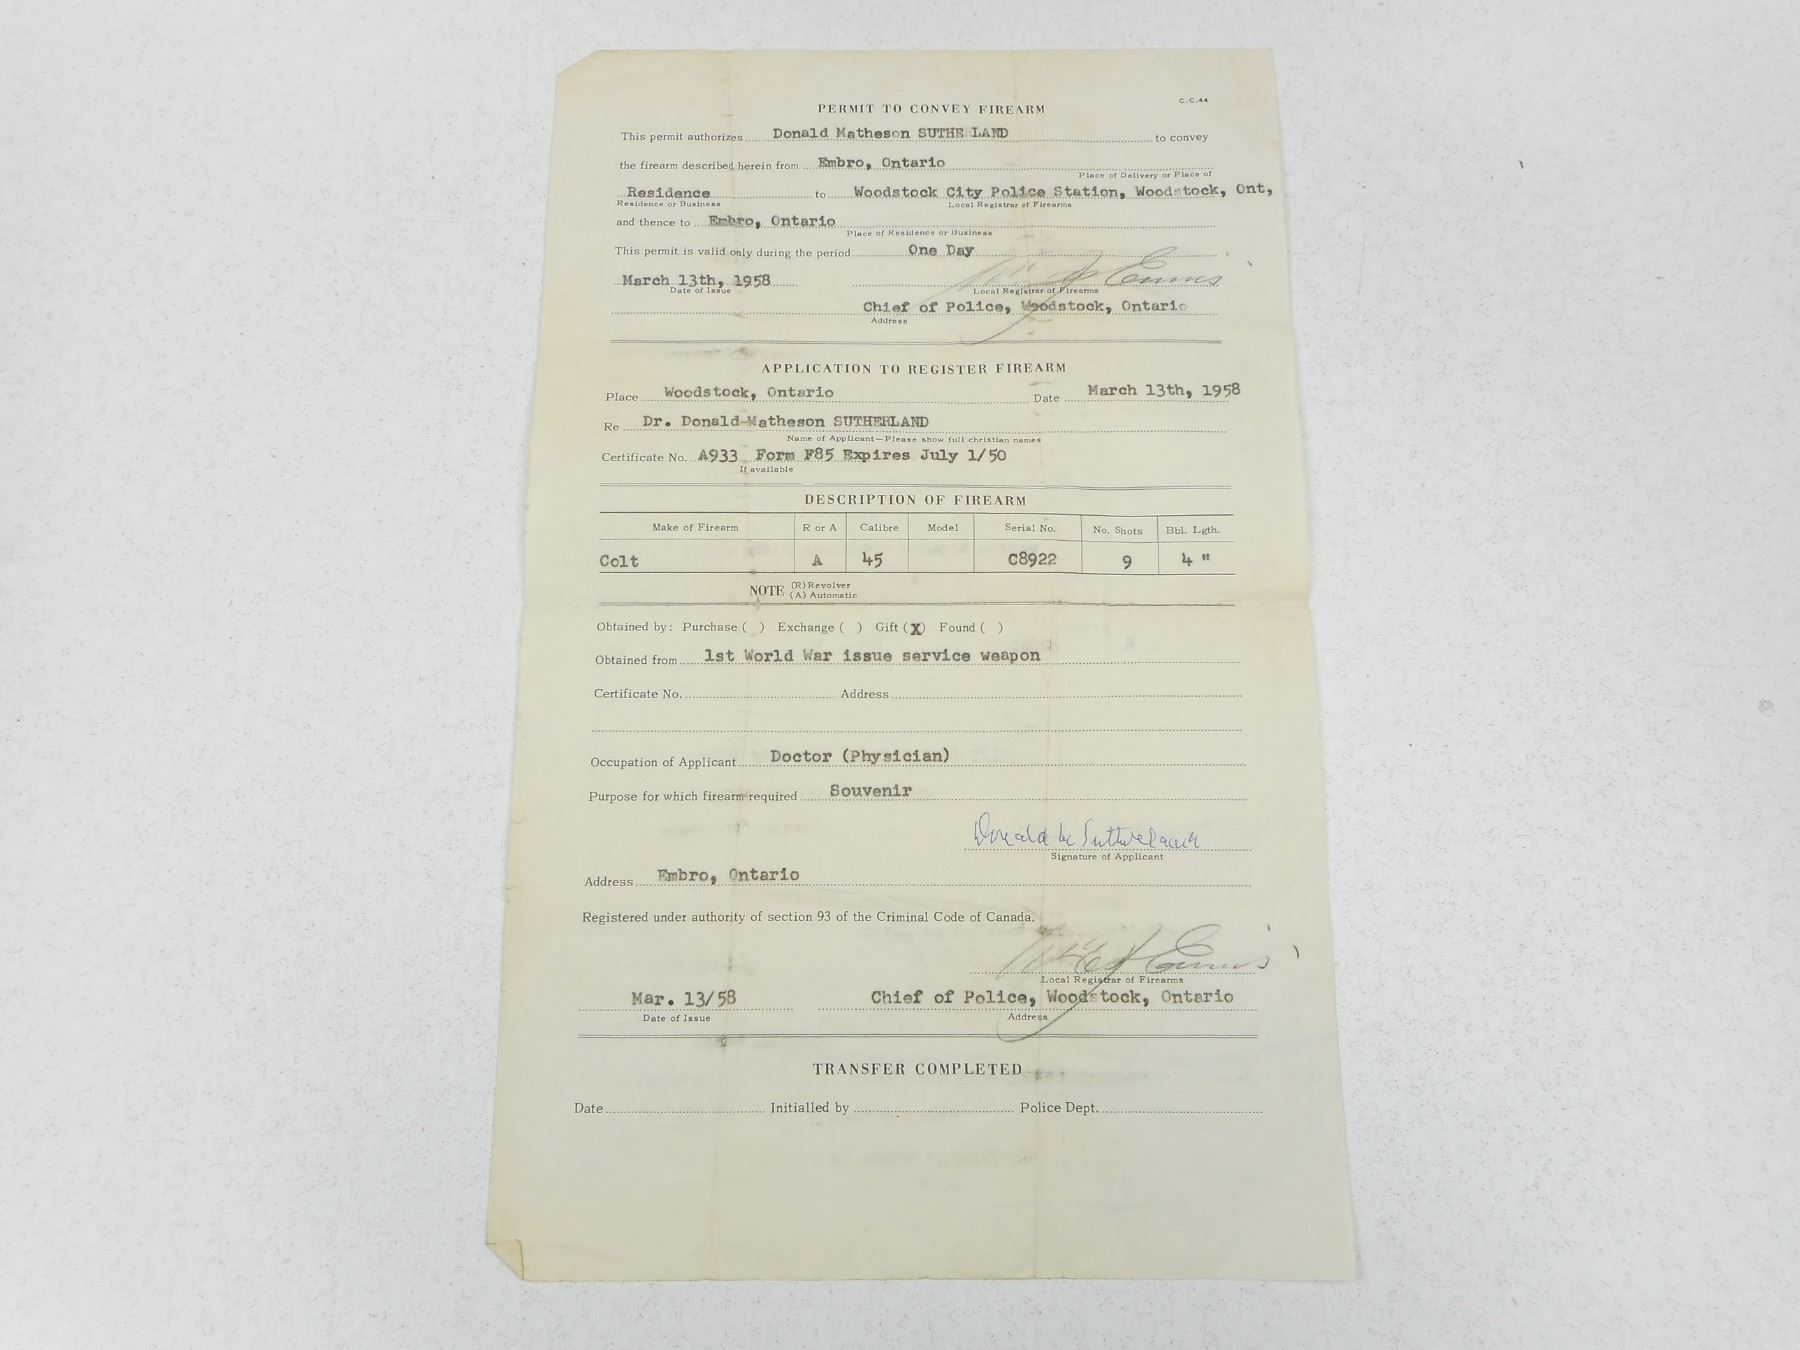 C.C.44
PERMIT TO CONVEY FIREARM
This permit authorizes Donald Matheson SUTHE LAND to convey
the firearm described herein from Embro, Ontario
Place of Delivery or Place of
Residence to Woodstock City Police Station, Woodstock, Ont,
Residence or Business Local Registrar of Firearms
and thence to Embro, Ontario
Place of Residence or Business
This permit is valid only during the period One Day
March 13th, 1958
Date of Issue Local Registrar of Firearms
Chief of Police, Woodstock, Ontario
Address
APPLICATION TO REGISTER FIREARM
Place Woodstock, Ontario Date March 13th, 1958
Re Dr. Donald-Matheson SUTHERLAND
Name of Applicant—Please show full christian names
Certificate No. A933 Form F85 Expires July 1/50
If available
DESCRIPTION OF FIREARM
Make of Firearm R or A Calibre Model Serial No. No. Shots Bbl. Lgth.
Colt A 45 C8922 9 4 "
NOTE (R) Revolver
(A) Automatic
Obtained by: Purchase ( ) Exchange ( ) Gift (X) Found ( )
Obtained from 1st World War issue service weapon
Certificate No. Address
Occupation of Applicant Doctor (Physician)
Purpose for which firearm required Souvenir
Donald M Sutherland
Signature of Applicant
Address Embro, Ontario
Registered under authority of section 93 of the Criminal Code of Canada.
Local Registrar of Firearms
Mar. 13/58 Chief of Police, Woodstock, Ontario
Date of Issue Address
TRANSFER COMPLETED
Date Initialled by Police Dept.